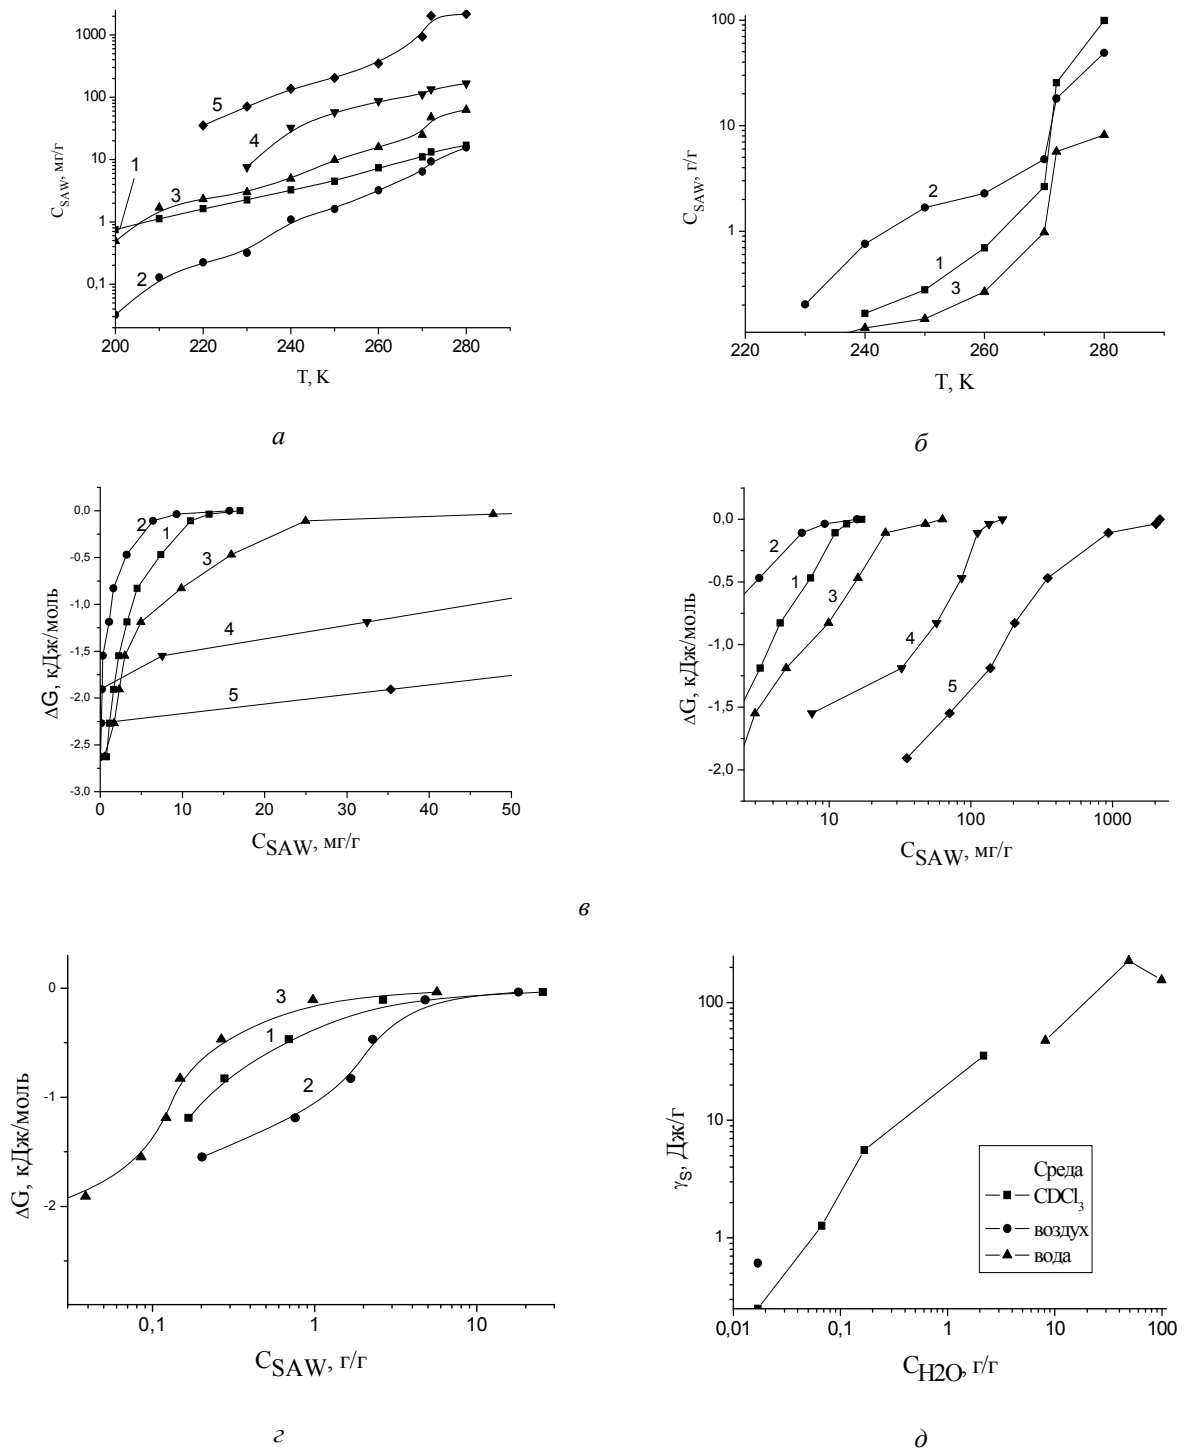 1000
100
10
1
0,1
C_SAW, мг/г
5
4
1
3
2
200 220 240 260 280
T, K
а
100
10
1
C_SAW, г/г
2
1
3
220 240 260 280
T, K
б
0,0
-0,5
-1,0
-1,5
-2,0
-2,5
-3,0
ΔG, кДж/моль
2
1
3
4
5
0 10 20 30 40 50
C_SAW, мг/г
0,0
-0,5
-1,0
-1,5
-2,0
ΔG, кДж/моль
2
1
3
4
5
10 100 1000
C_SAW, мг/г
в
0
-1
-2
ΔG, кДж/моль
3
1
2
0,1 1 10
C_SAW, г/г
г
100
10
1
γ_S, Дж/г
Среда
CDCl₃
воздух
вода
0,01 0,1 1 10 100
C_H2O, г/г
д